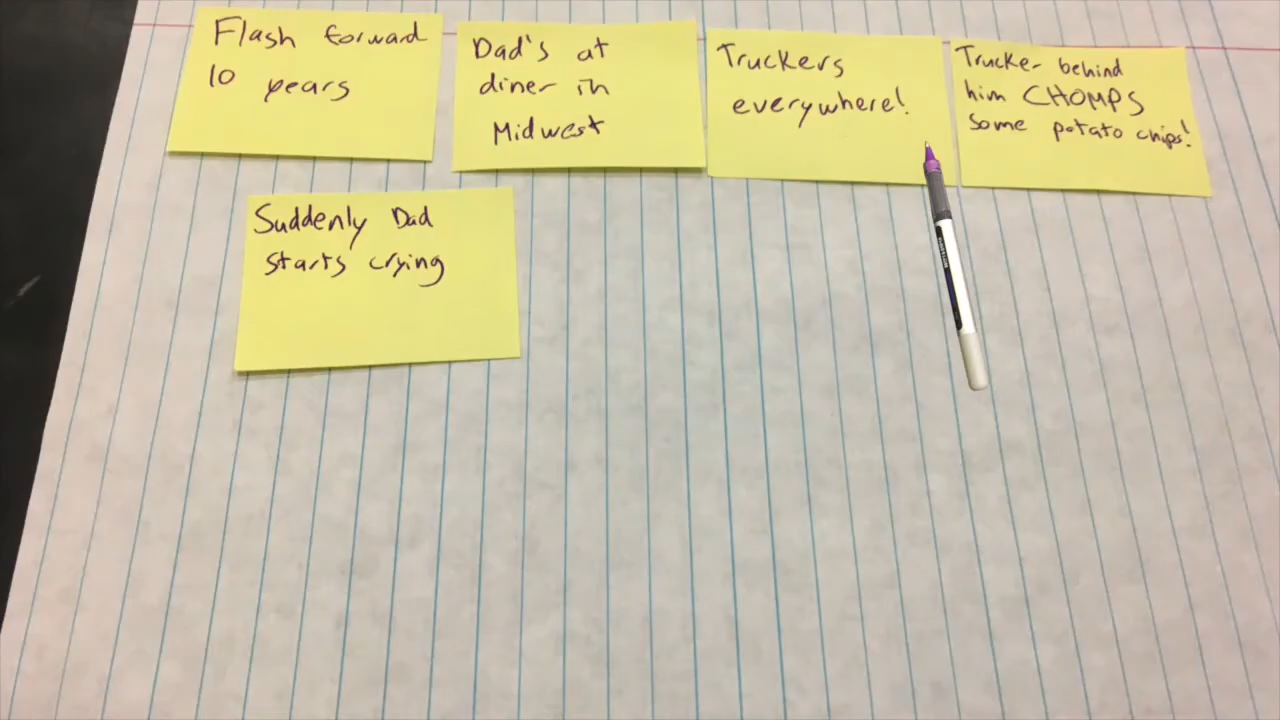 Flash forward
10 years
Dad's at
diner in
Midwest
Truckers
everywhere!
Trucker behind
him CHOMPS
some potato chips!
Suddenly Dad
starts crying